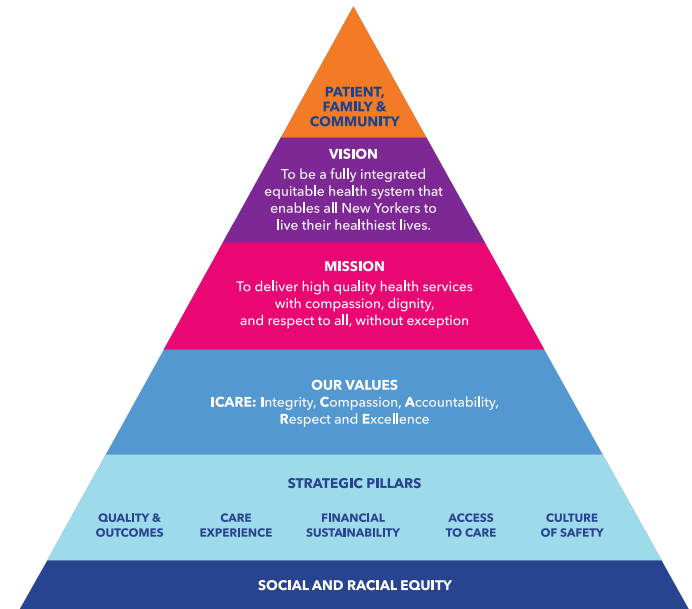 PATIENT,
FAMILY &
COMMUNITY
VISION
To be a fully integrated
equitable health system that
enables all New Yorkers to
live their healthiest lives.
MISSION
To deliver high quality health services
with compassion, dignity,
and respect to all, without exception
OUR VALUES
ICARE: Integrity, Compassion, Accountability,
Respect and Excellence
STRATEGIC PILLARS
QUALITY &
OUTCOMES
CARE
EXPERIENCE
FINANCIAL
SUSTAINABILITY
ACCESS
TO CARE
CULTURE
OF SAFETY
SOCIAL AND RACIAL EQUITY